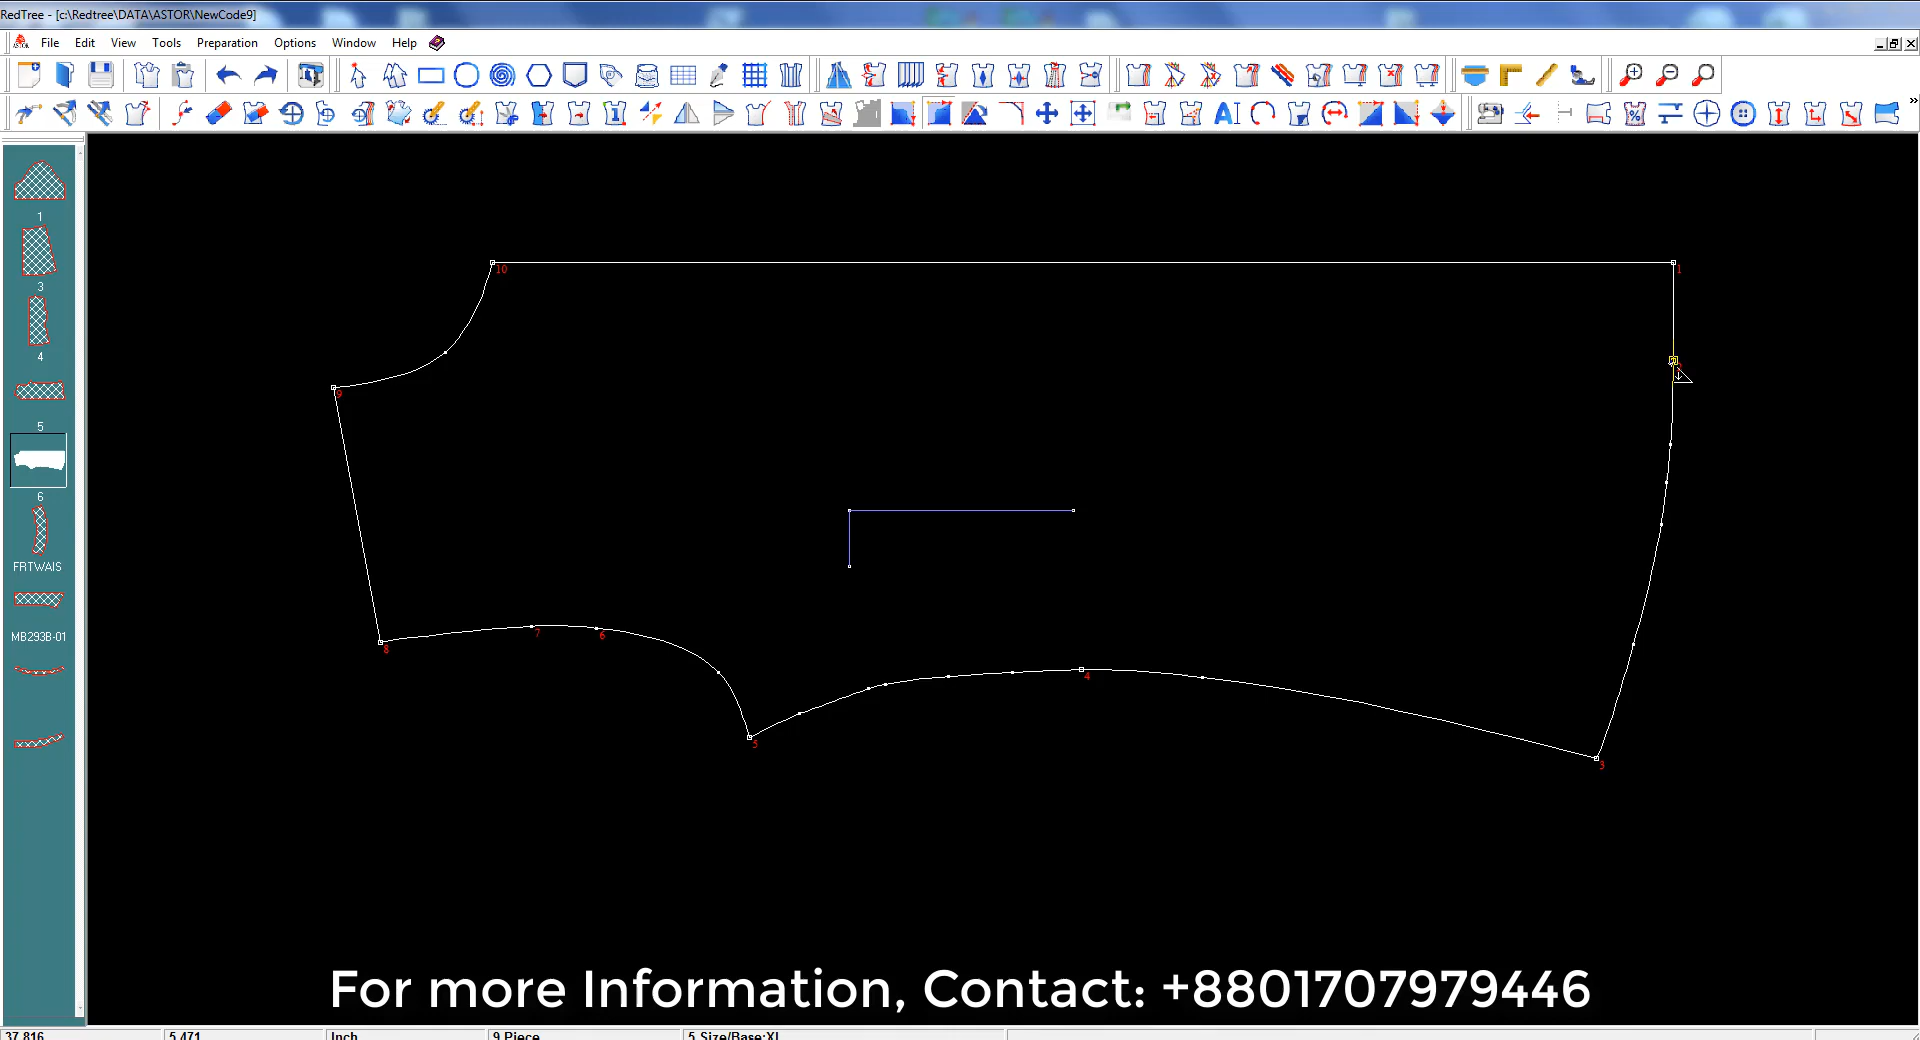 RedTree - [c:\Redtree\DATA\ASTOR\NewCode9]
ASTOR File Edit View Tools Preparation Options Window Help
1
3
4
5
6
FRTWAIS
MB293B-01
10
1
9
8
7
6
5
4
3
For more Information, Contact: +8801707979446
37.816 5.471 Inch 9 Piece 5 Size/Base:XL